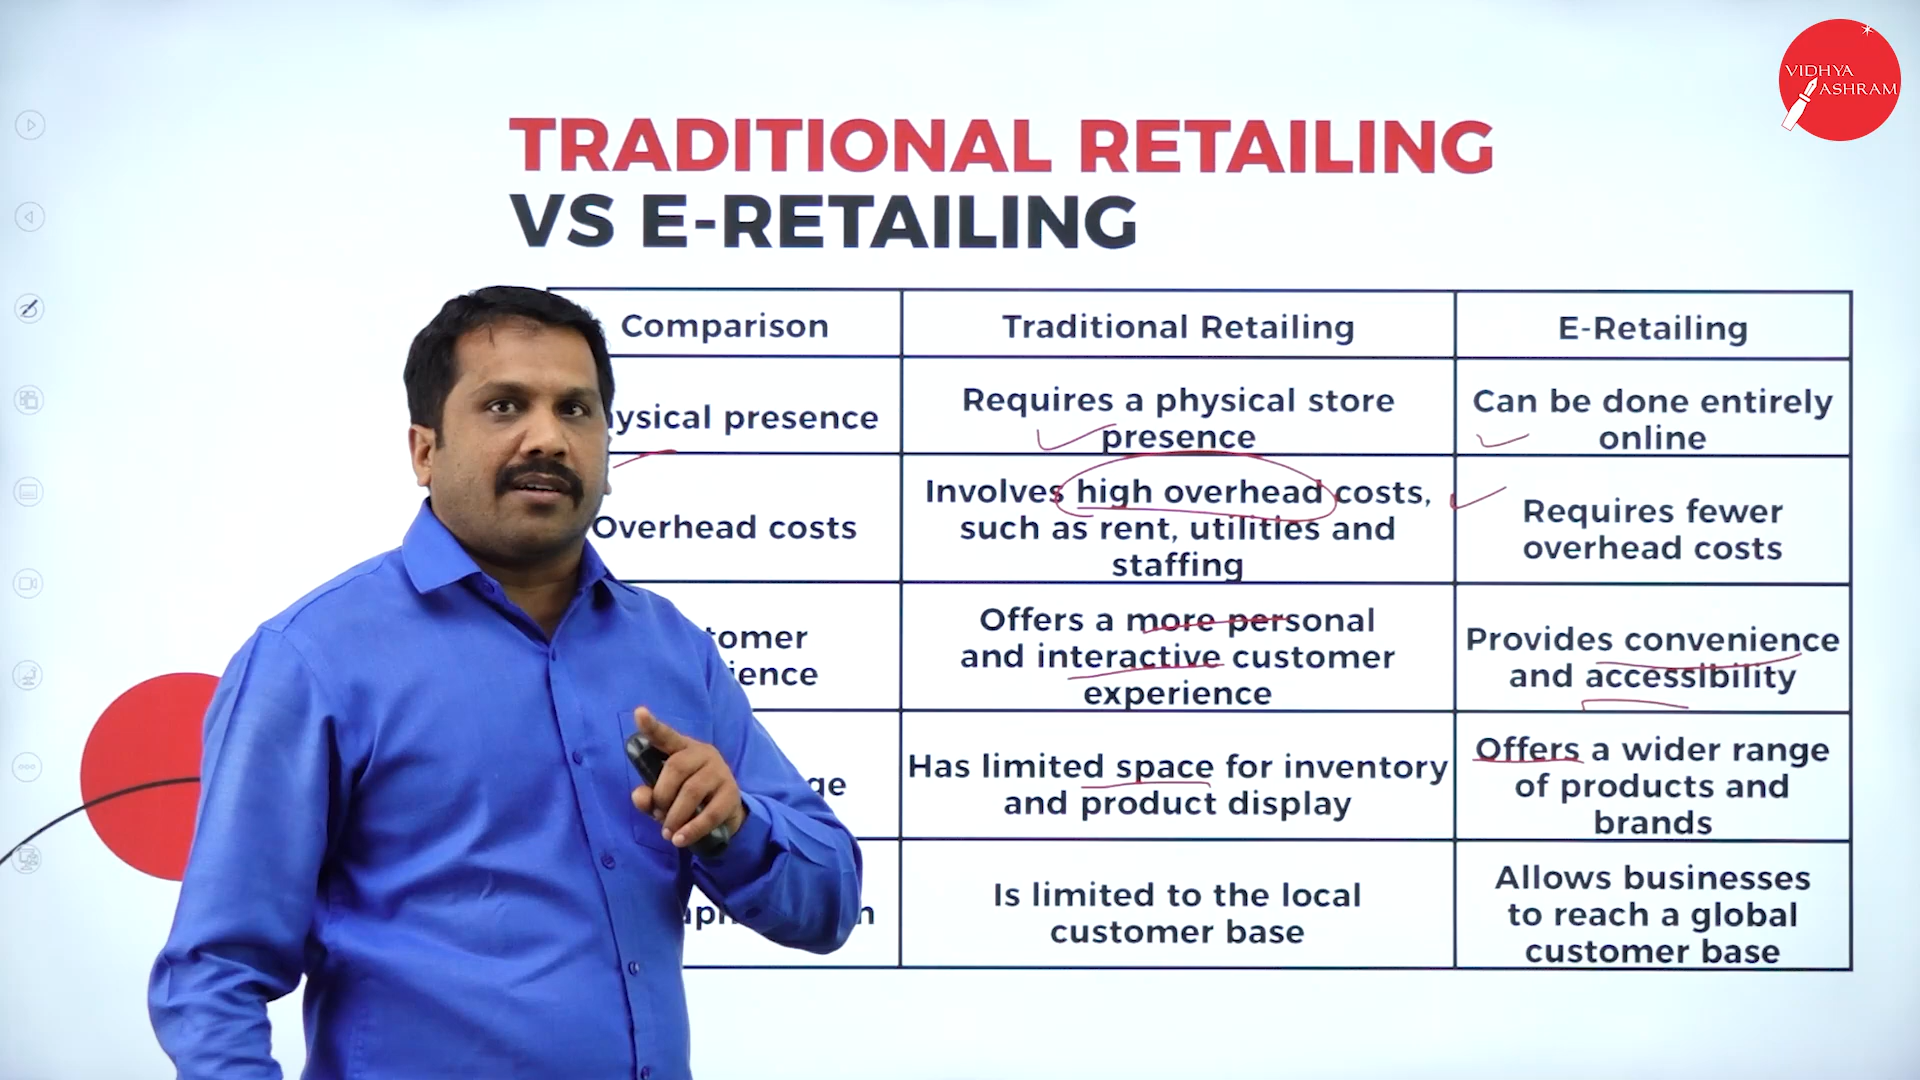 VIDHYA
ASHRAM
TRADITIONAL RETAILING
VS E-RETAILING
Comparison
Traditional Retailing
E-Retailing
presence
Requires a physical store
presence
Can be done entirely
online
Overhead costs
Involves high overhead costs,
such as rent, utilities and
staffing
Requires fewer
overhead costs
Offers a more personal
and interactive customer
experience
Provides convenience
and accessibility
Has limited space for inventory
and product display
Offers a wider range
of products and
brands
Is limited to the local
customer base
Allows businesses
to reach a global
customer base